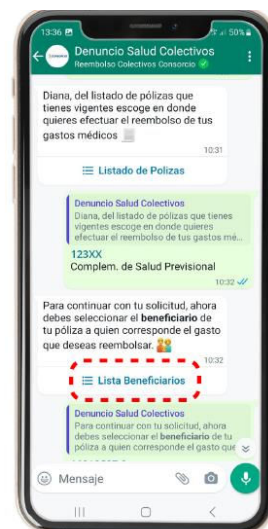 13:36
50%
Denuncio Salud Colectivos
Reembolso Colectivos Consorcio
Diana, del listado de pólizas que
tienes vigentes escoge en donde
quieres efectuar el reembolso de tus
gastos médicos
10:31
Listado de Polizas
Denuncio Salud Colectivos
Diana, del listado de pólizas que tienes
vigentes escoge en donde quieres
efectuar el reembolso de tus gastos mé...
123XX
Complem. de Salud Previsional
10:32
Para continuar con tu solicitud, ahora
debes seleccionar el beneficiario de
tu póliza a quien corresponde el gasto
que deseas reembolsar.
10:32
Lista Beneficiarios
Denuncio Salud Colectivos
Para continuar con tu solicitud, ahora
debes seleccionar el beneficiario de tu
póliza a quien corresponde el gasto que
Mensaje